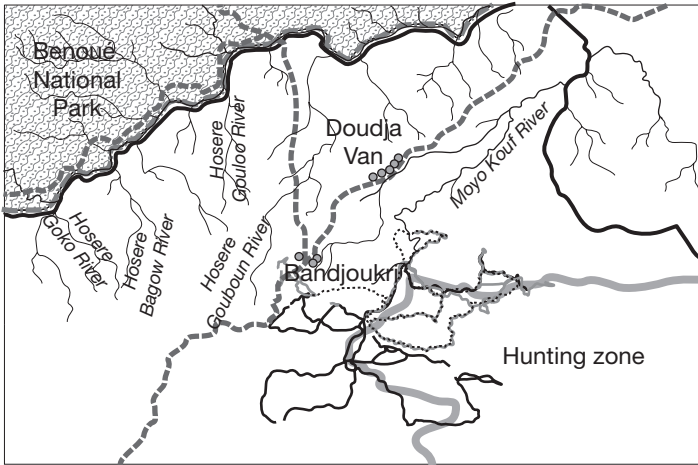 Benoue
National
Park
Doudja
Van
Hosere
Gouloo River
Moyo Kouf River
Hosere
Goko River
Hosere
Bagow River
Hosere
Gouboun River
Bandjoukri
Hunting zone